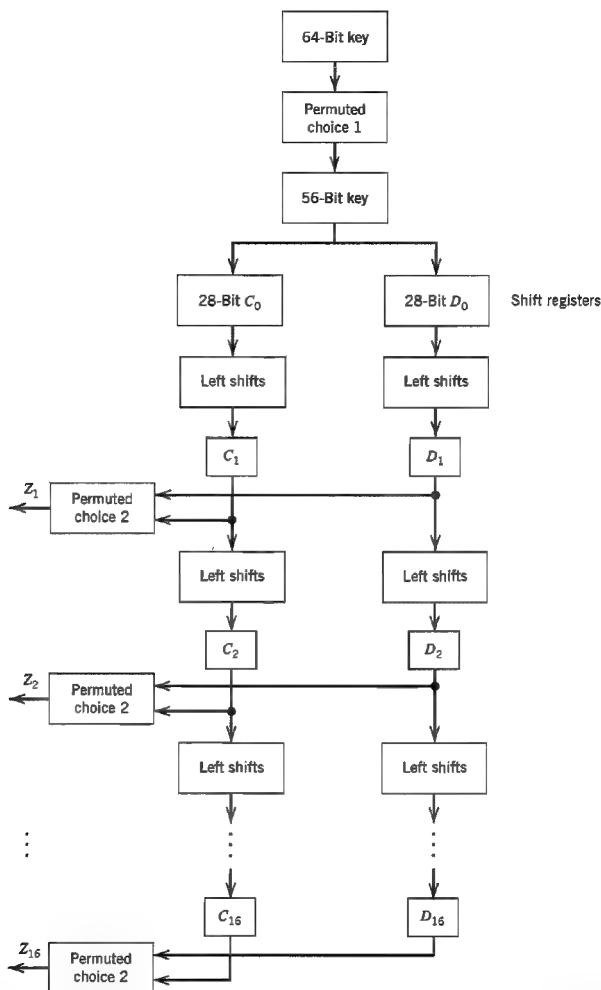 64-Bit key
Permuted
choice 1
56-Bit key
28-Bit C₀
28-Bit D₀
Shift registers
Left shifts
Left shifts
C₁
D₁
Z₁
Permuted
choice 2
Left shifts
Left shifts
C₂
D₂
Z₂
Permuted
choice 2
Left shifts
Left shifts
C₁₆
D₁₆
Z₁₆
Permuted
choice 2